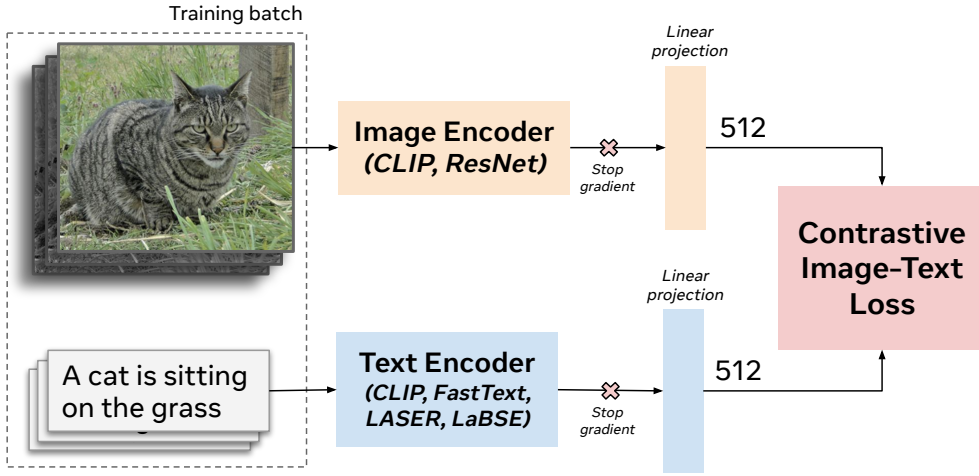 Training batch
Linear
projection
Image Encoder
(CLIP, ResNet)
Stop
gradient
512
Contrastive
Image-Text
Loss
Linear
projection
A cat is sitting
on the grass
Text Encoder
(CLIP, FastText,
LASER, LaBSE)
Stop
gradient
512